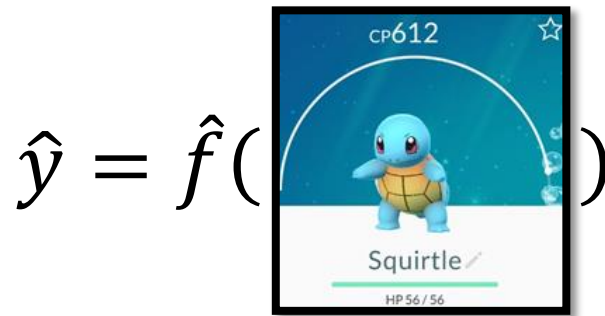 CP612
ŷ = f̂( )
Squirtle
HP 56 / 56